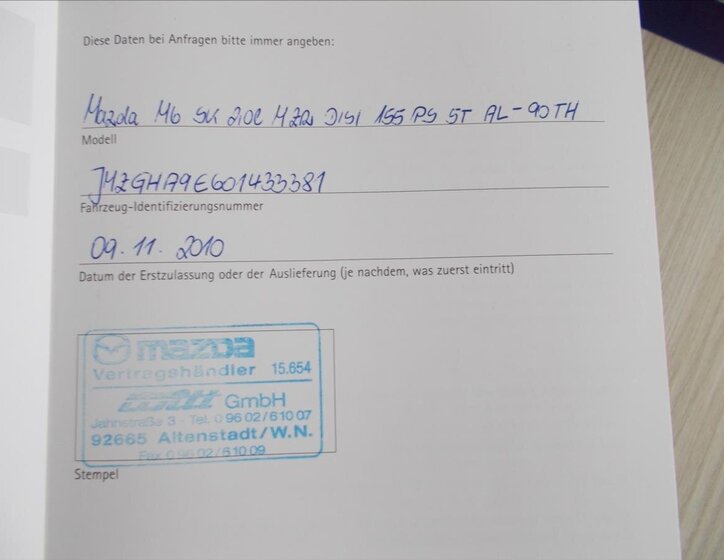 Diese Daten bei Anfragen bitte immer angeben:
Mazda M6 SK 2,0l MZR DISI 155 PS 5T AL-90TH
Modell
JMZGHA9E601433381
Fahrzeug-Identifizierungsnummer
09.11.2010
Datum der Erstzulassung oder der Auslieferung (je nachdem, was zuerst eintritt)
mazda
Vertragshändler 15.654
GmbH
Jahnstraße 3 - Tel. 0 96 02/6 10 07
92665 Altenstadt/W.N.
Fax 0 96 02/6 10 09
Stempel